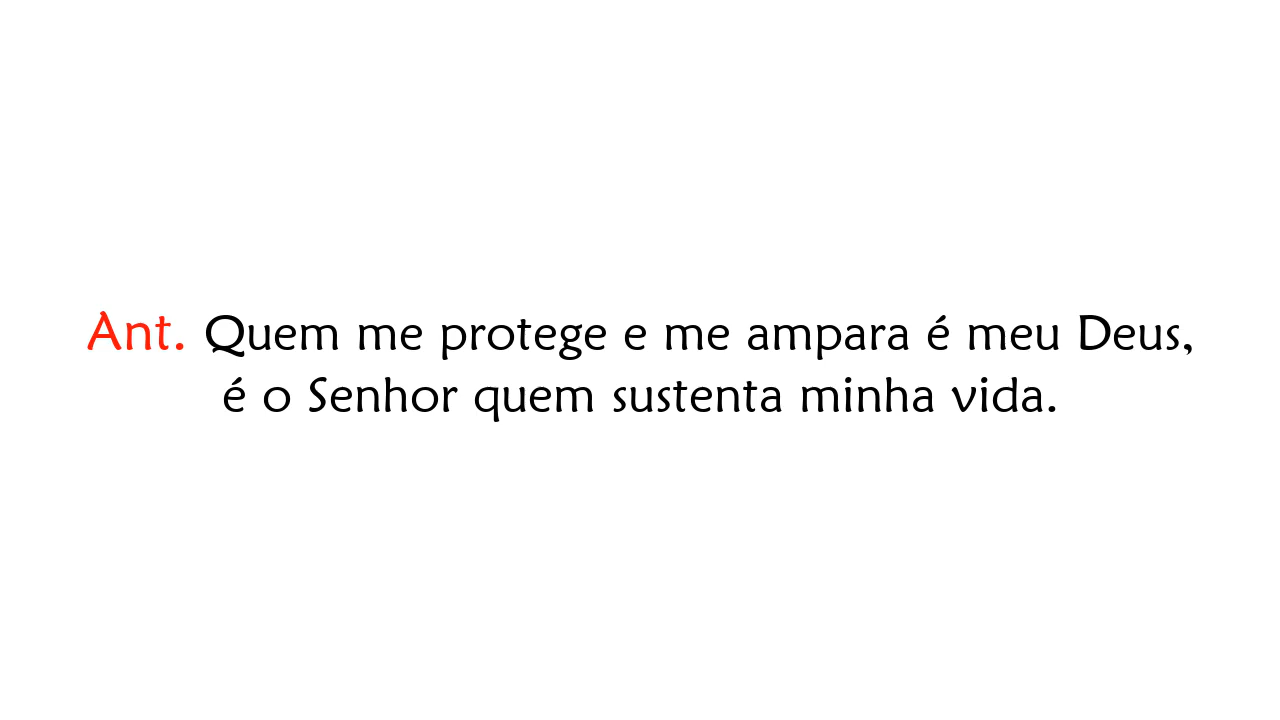 Ant. Quem me protege e me ampara é meu Deus,
é o Senhor quem sustenta minha vida.